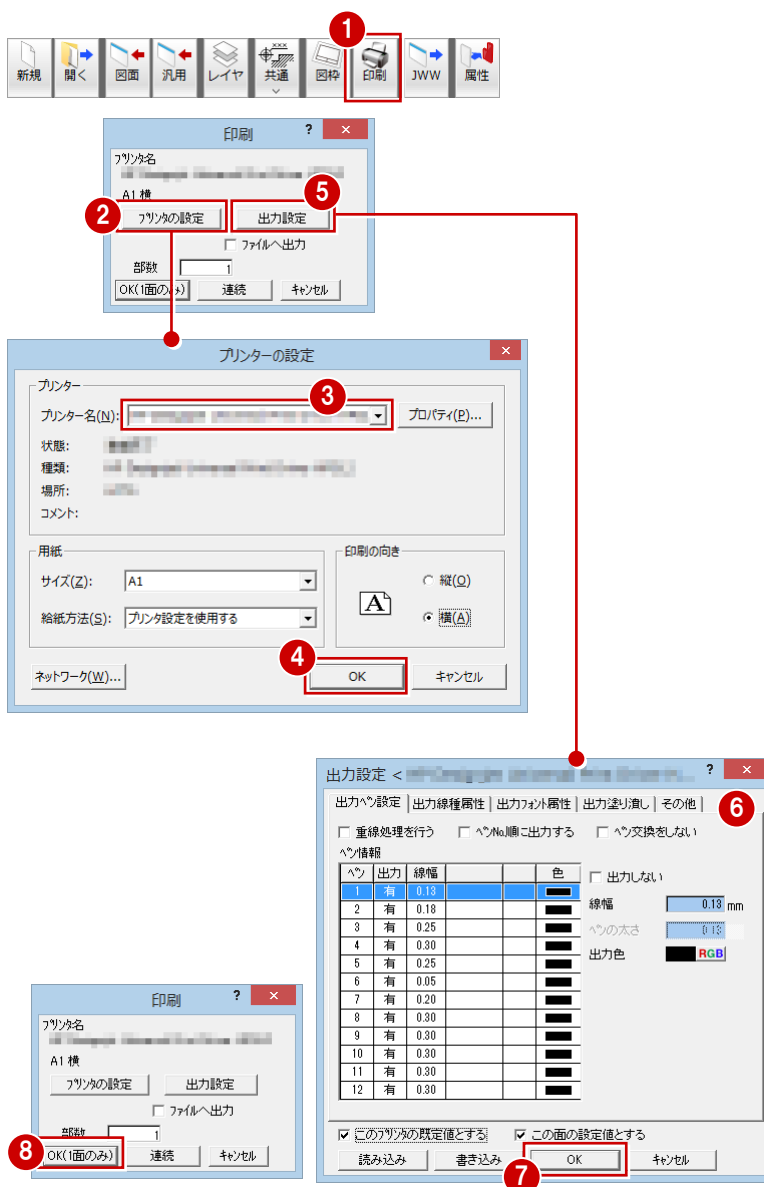 1
新規 開く 図面 汎用 レイヤ 共通 図枠 印刷 JWW 属性
印刷 ? ×
プリンタ名
A1 横
2 プリンタの設定 5 出力設定
ファイルへ出力
部数 1
OK(1面のみ) 連続 キャンセル
プリンターの設定 ×
プリンター
プリンター名(N): 3 プロパティ(P)...
状態:
種類:
場所:
コメント:
用紙 印刷の向き
サイズ(Z): A1 縦(O)
給紙方法(S): プリンタ設定を使用する A 横(A)
ネットワーク(W)... 4 OK キャンセル
出力設定 < ? ×
出力ペン設定 出力線種属性 出力フォント属性 出力塗り潰し その他 6
重線処理を行う ペンNo.順に出力する ペン交換をしない
ペン情報
ペン 出力 線幅 色 出力しない
1 有 0.13
2 有 0.18
3 有 0.25
4 有 0.30
5 有 0.25
6 有 0.05
7 有 0.20
8 有 0.30
9 有 0.30
10 有 0.30
11 有 0.30
12 有 0.30
線幅 0.13 mm
ペンの太さ 0.13
出力色 RGB
このプリンタの既定値とする この面の設定値とする
読み込み 書き込み 7 OK キャンセル
印刷 ? ×
プリンタ名
A1 横
プリンタの設定 出力設定
ファイルへ出力
部数 1
8 OK(1面のみ) 連続 キャンセル